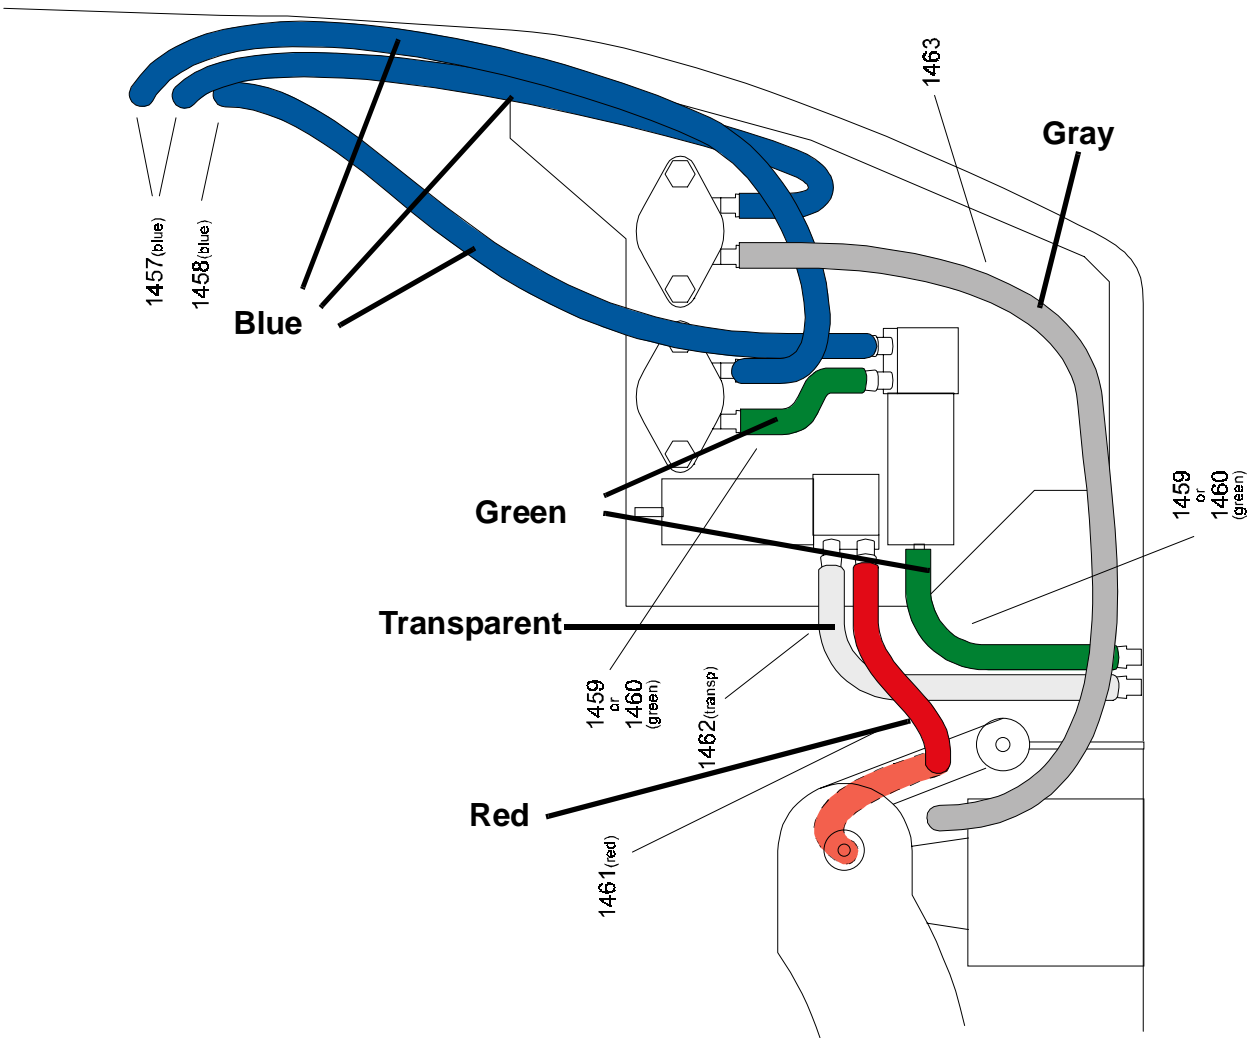 1463
Gray
1457(blue)
1458(blue)
Blue
1459
or
1460
(green)
Green
Transparent
1459
or
1460
(green)
1462(transp)
Red
1461(red)